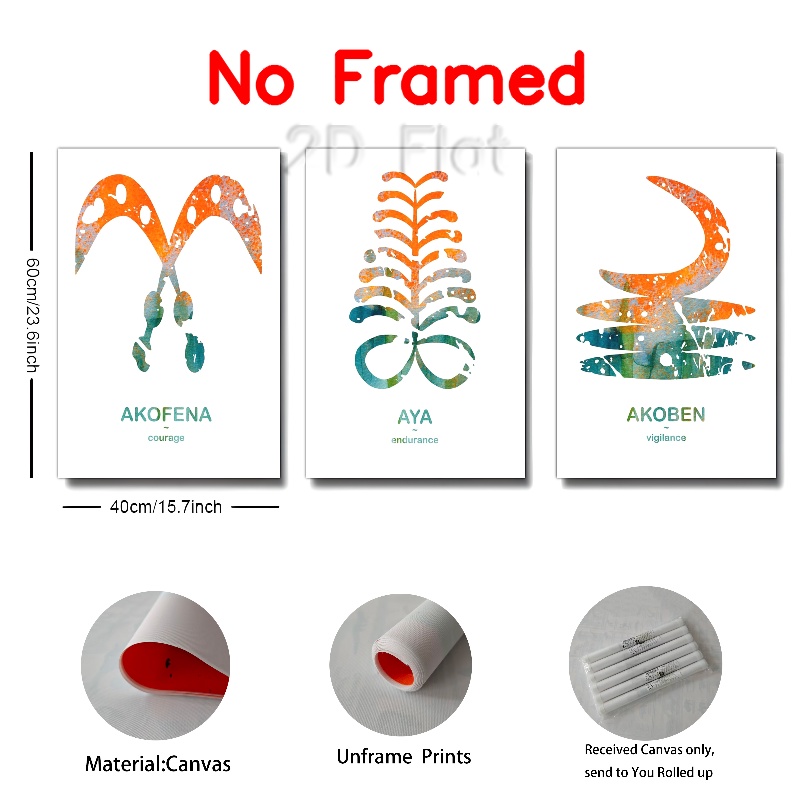 No Framed
2D Flat
60cm/23.6inch
AKOFENA
~
courage
AYA
~
endurance
AKOBEN
~
vigilance
40cm/15.7inch
Material:Canvas
Unframe Prints
Received Canvas only,
send to You Rolled up